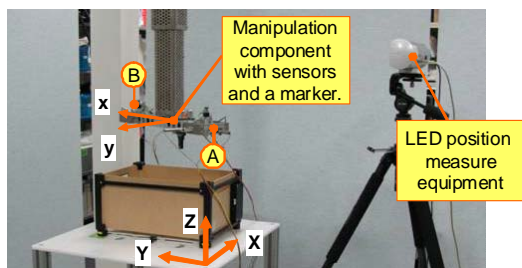 Manipulation
component
with sensors
and a marker.
B
x
y
A
LED position
measure
equipment
Z
X
Y